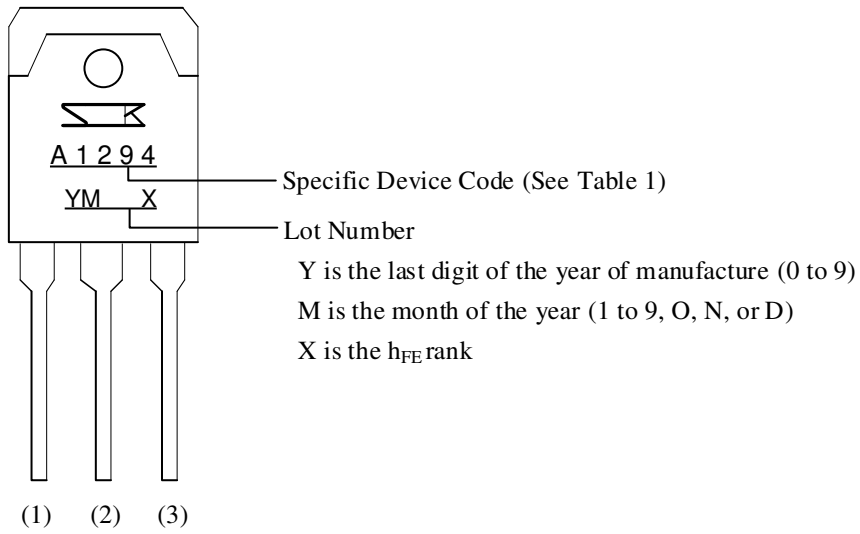 A1294
Specific Device Code (See Table 1)
YM X
Lot Number
Y is the last digit of the year of manufacture (0 to 9)
M is the month of the year (1 to 9, O, N, or D)
X is the hFE rank
(1) (2) (3)